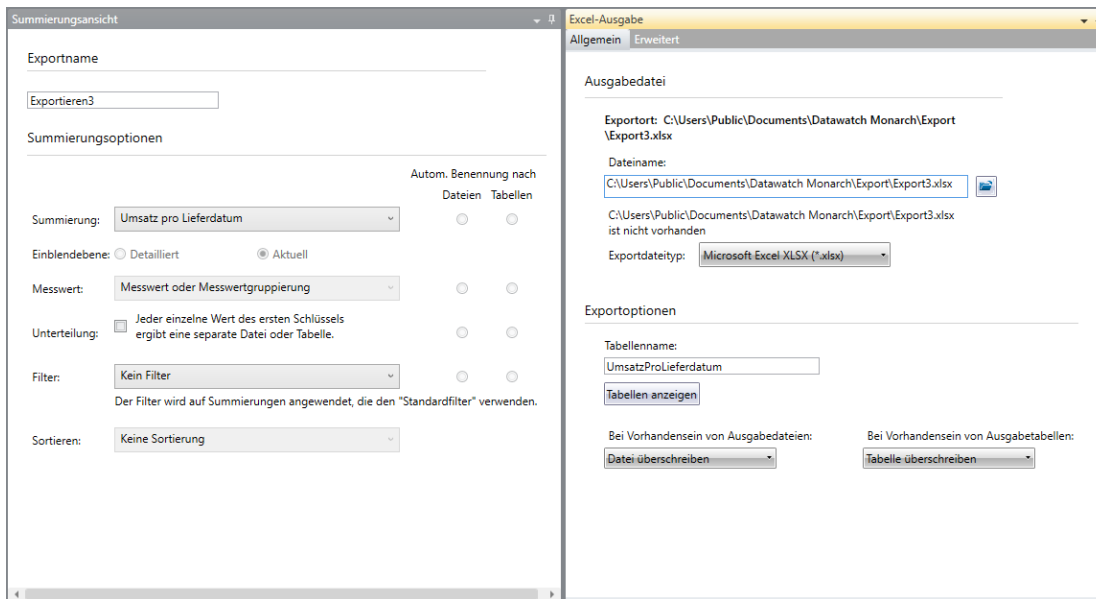 Summierungsansicht
Exportname
Exportieren3
Summierungsoptionen
Autom. Benennung nach
Dateien Tabellen
Summierung: Umsatz pro Lieferdatum
Einblendebene: Detailliert Aktuell
Messwert: Messwert oder Messwertgruppierung
Unterteilung: Jeder einzelne Wert des ersten Schlüssels
ergibt eine separate Datei oder Tabelle.
Filter: Kein Filter
Der Filter wird auf Summierungen angewendet, die den "Standardfilter" verwenden.
Sortieren: Keine Sortierung
Excel-Ausgabe
Allgemein Erweitert
Ausgabedatei
Exportort: C:\Users\Public\Documents\Datawatch Monarch\Export
\Export3.xlsx
Dateiname:
C:\Users\Public\Documents\Datawatch Monarch\Export\Export3.xlsx
C:\Users\Public\Documents\Datawatch Monarch\Export\Export3.xlsx
ist nicht vorhanden
Exportdateityp: Microsoft Excel XLSX (*.xlsx)
Exportoptionen
Tabellenname:
UmsatzProLieferdatum
Tabellen anzeigen
Bei Vorhandensein von Ausgabedateien: Bei Vorhandensein von Ausgabetabellen:
Datei überschreiben Tabelle überschreiben